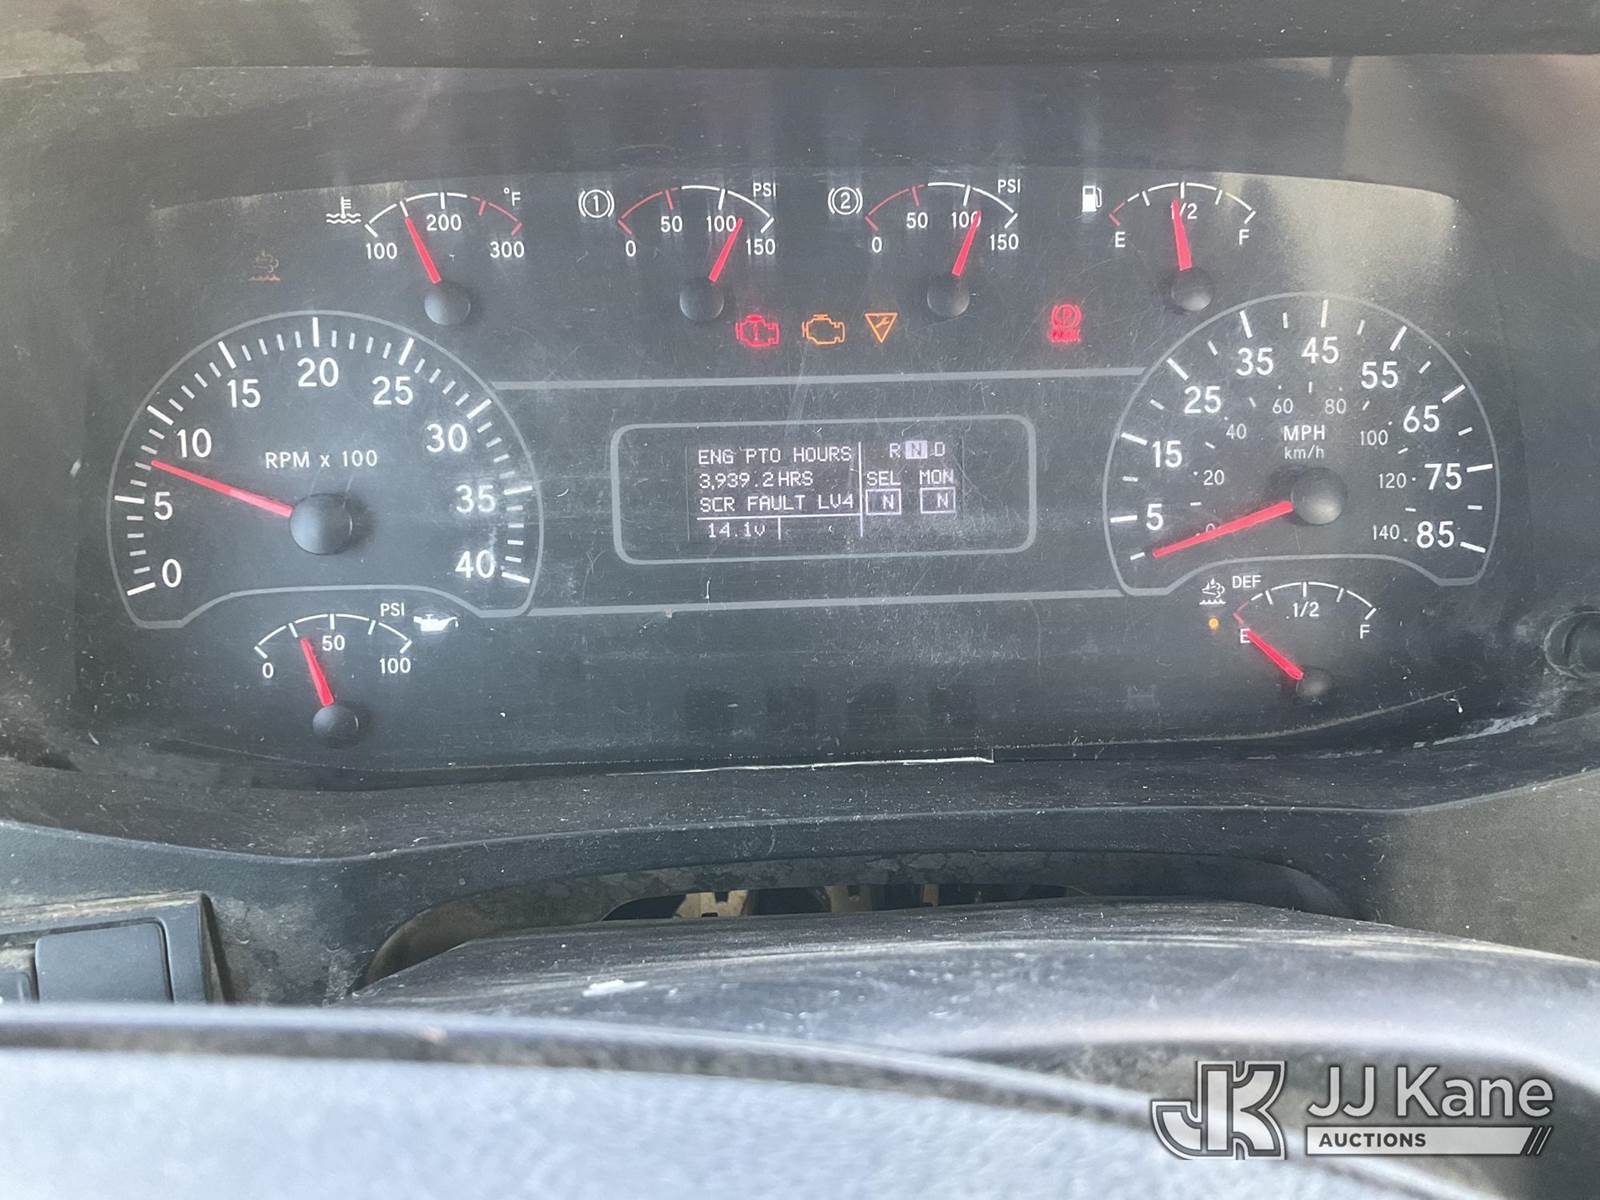 °F
200
100 300
(1)
PSI
50 100
0 150
(2)
PSI
50 100
0 150
1/2
E F
0 5 10 15 20 25 30 35 40
RPM x 100
ENG PTO HOURS
3,939.2HRS
SCR FAULT LV4
14.1V
R N D
SEL MON
N N
5 15 25 35 45 55 65 75 85
MPH
km/h
0 20 40 60 80 100 120 140
PSI
50
0 100
DEF
1/2
E F
JK JJ Kane
AUCTIONS